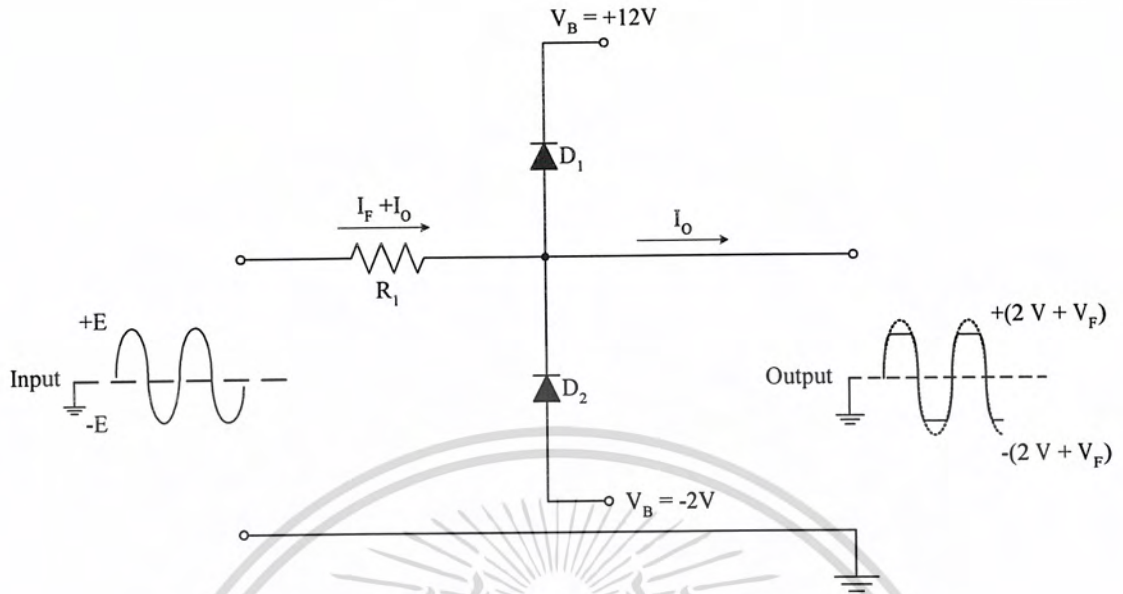 V_B = +12V
D_1
I_F + I_O
I_O
R_1
+E
+(2 V + V_F)
Input
Output
D_2
-E
-(2 V + V_F)
V_B = -2V